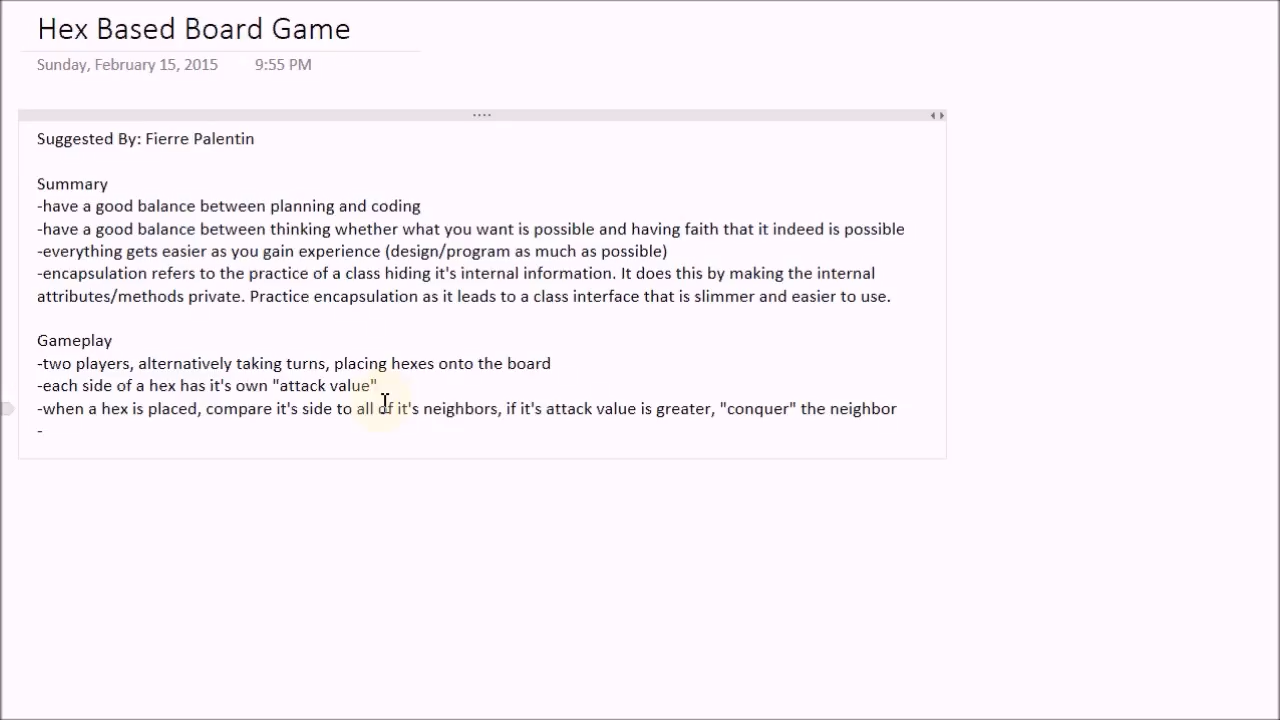 Hex Based Board Game
Sunday, February 15, 2015 9:55 PM
Suggested By: Fierre Palentin
Summary
-have a good balance between planning and coding
-have a good balance between thinking whether what you want is possible and having faith that it indeed is possible
-everything gets easier as you gain experience (design/program as much as possible)
-encapsulation refers to the practice of a class hiding it's internal information. It does this by making the internal
attributes/methods private. Practice encapsulation as it leads to a class interface that is slimmer and easier to use.
Gameplay
-two players, alternatively taking turns, placing hexes onto the board
-each side of a hex has it's own "attack value"
-when a hex is placed, compare it's side to all of it's neighbors, if it's attack value is greater, "conquer" the neighbor
-